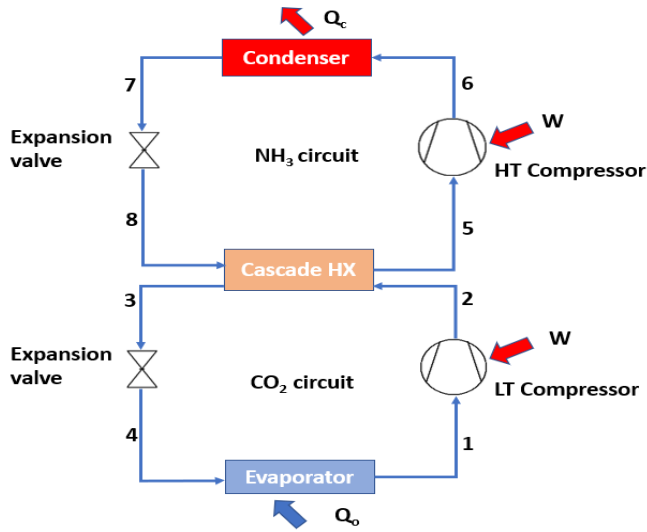 Qc
Condenser
7
6
Expansion
valve
W
NH3 circuit
HT Compressor
8
5
Cascade HX
3
2
Expansion
valve
W
CO2 circuit
LT Compressor
4
1
Evaporator
Qo